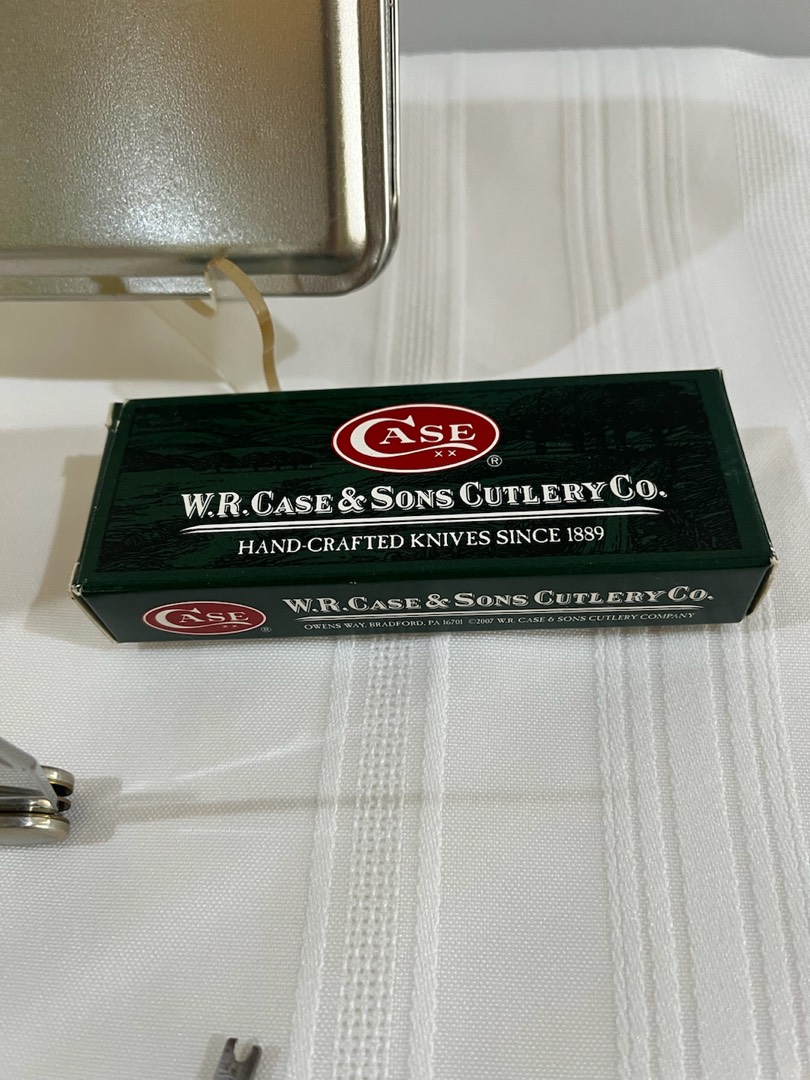 CASE
XX
®
W.R. CASE & SONS CUTLERY CO.
HAND-CRAFTED KNIVES SINCE 1889
CASE
XX
®
W.R. CASE & SONS CUTLERY CO.
OWENS WAY, BRADFORD, PA 16701 ©2007 W.R. CASE & SONS CUTLERY COMPANY